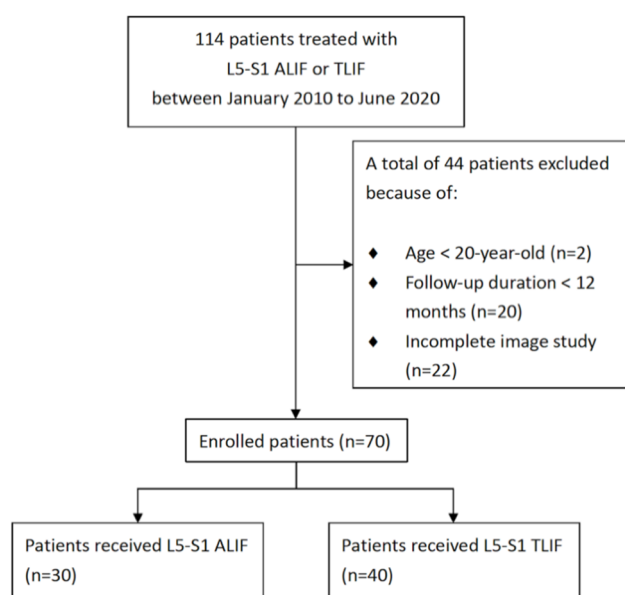 114 patients treated with
L5-S1 ALIF or TLIF
between January 2010 to June 2020
A total of 44 patients excluded
because of:
♦ Age < 20-year-old (n=2)
♦ Follow-up duration < 12
months (n=20)
♦ Incomplete image study
(n=22)
Enrolled patients (n=70)
Patients received L5-S1 ALIF
(n=30)
Patients received L5-S1 TLIF
(n=40)